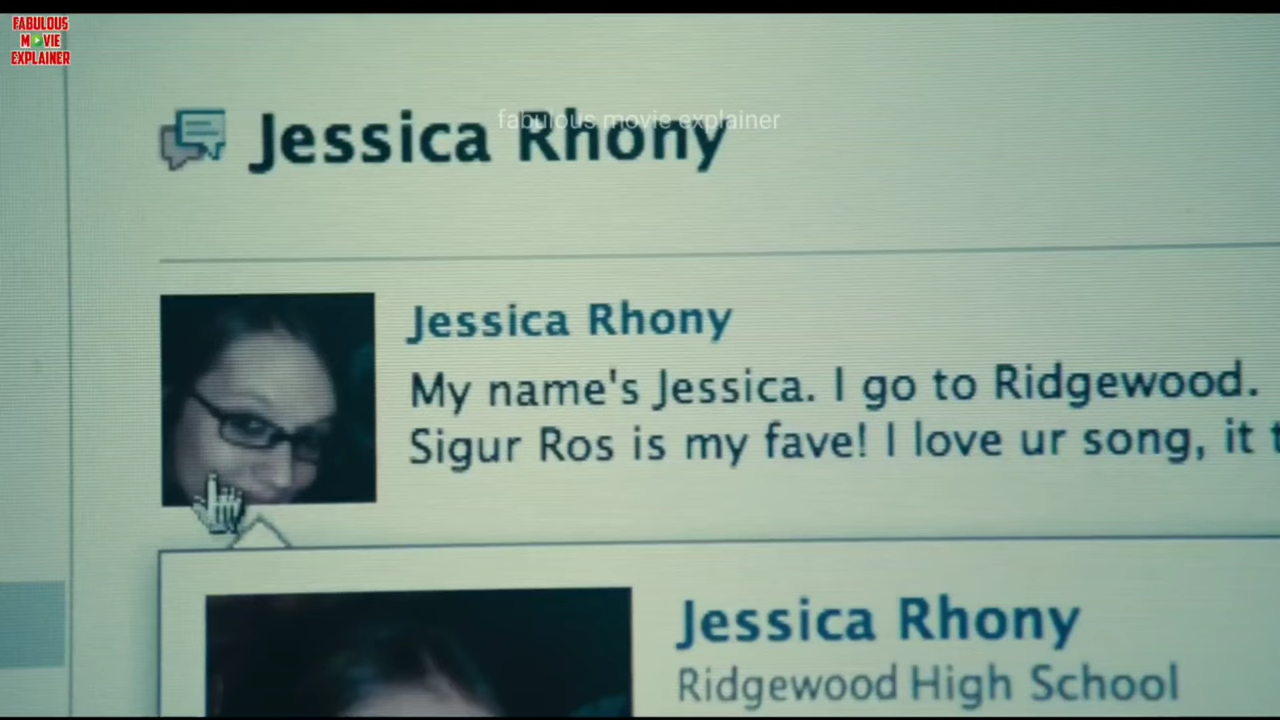 FABULOUS
MOVIE
EXPLAINER
fabulous movie explainer
Jessica Rhony
Jessica Rhony
My name's Jessica. I go to Ridgewood.
Sigur Ros is my fave! I love ur song, it
Jessica Rhony
Ridgewood High School